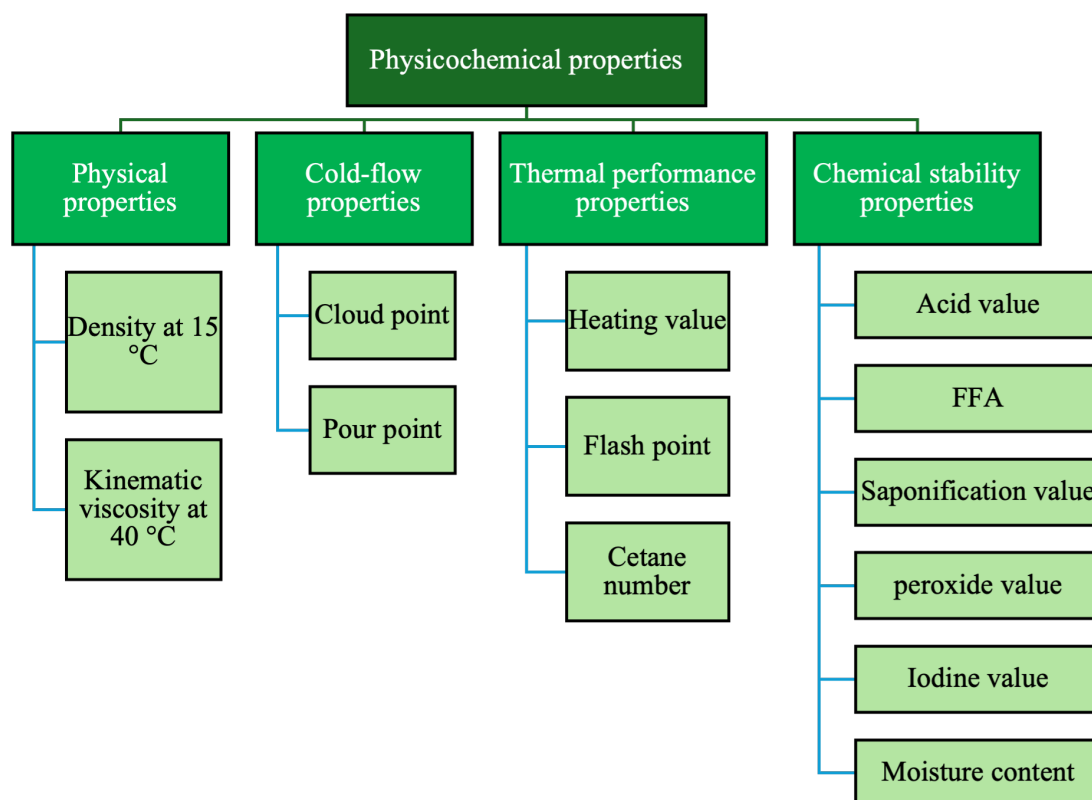 Physicochemical properties
Physical
properties
Cold-flow
properties
Thermal performance
properties
Chemical stability
properties
Density at 15
°C
Kinematic
viscosity at
40 °C
Cloud point
Pour point
Heating value
Flash point
Cetane
number
Acid value
FFA
Saponification value
peroxide value
Iodine value
Moisture content